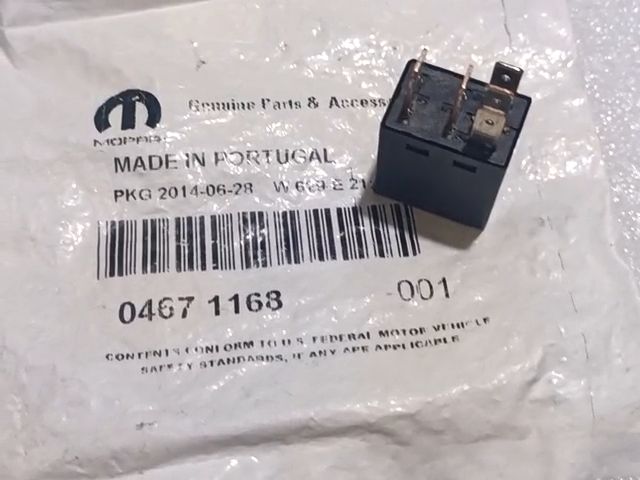 Genuine Parts &
MOPAR
MADE IN PORTUGAL
PKG 2014-06-28
0467 1168 -001
CONTENTS CONFORM TO U.S. FEDERAL MOTOR VEHICLE
SAFETY STANDARDS, IF ANY ARE APPLICABLE